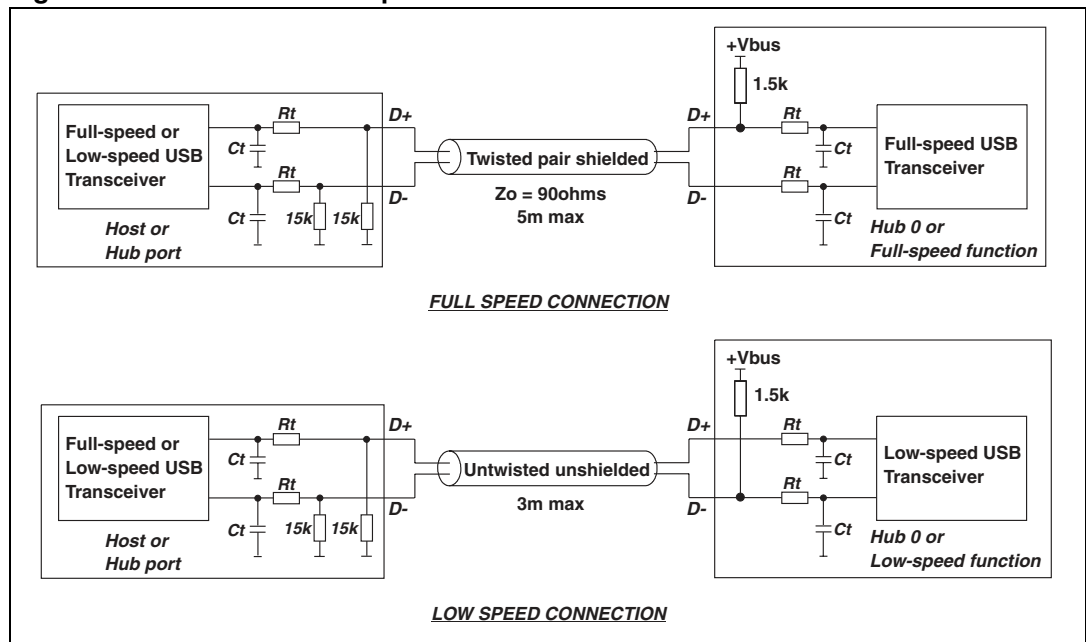 +Vbus
1.5k
Full-speed or
Low-speed USB
Transceiver
Rt
Ct
Rt
Ct
15k
15k
D+
D-
Host or
Hub port
Twisted pair shielded
Zo = 90ohms
5m max
D+
D-
Rt
Ct
Rt
Ct
Full-speed USB
Transceiver
Hub 0 or
Full-speed function
FULL SPEED CONNECTION
+Vbus
1.5k
Full-speed or
Low-speed USB
Transceiver
Rt
Ct
Rt
Ct
15k
15k
D+
D-
Host or
Hub port
Untwisted unshielded
3m max
D+
D-
Rt
Ct
Rt
Ct
Low-speed USB
Transceiver
Hub 0 or
Low-speed function
LOW SPEED CONNECTION